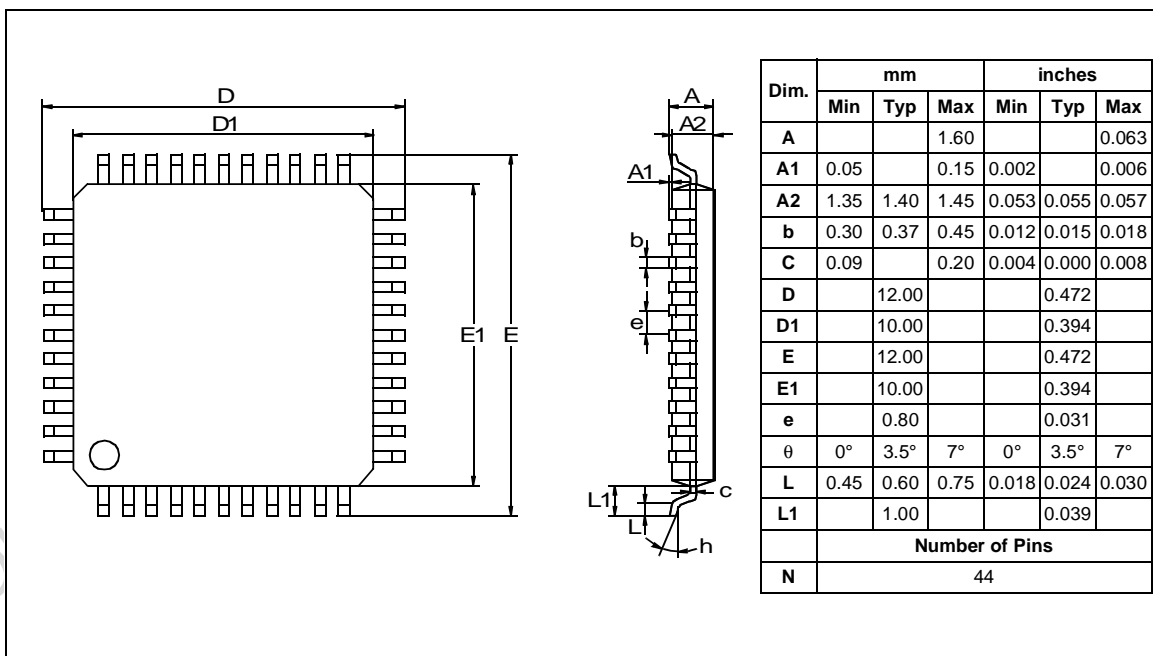 D
D1
A
A2
A1
b
e
E1
E
L1
c
L
h
Dim. mm inches
Min Typ Max Min Typ Max
A 1.60 0.063
A1 0.05 0.15 0.002 0.006
A2 1.35 1.40 1.45 0.053 0.055 0.057
b 0.30 0.37 0.45 0.012 0.015 0.018
C 0.09 0.20 0.004 0.000 0.008
D 12.00 0.472
D1 10.00 0.394
E 12.00 0.472
E1 10.00 0.394
e 0.80 0.031
θ 0° 3.5° 7° 0° 3.5° 7°
L 0.45 0.60 0.75 0.018 0.024 0.030
L1 1.00 0.039
Number of Pins
N 44